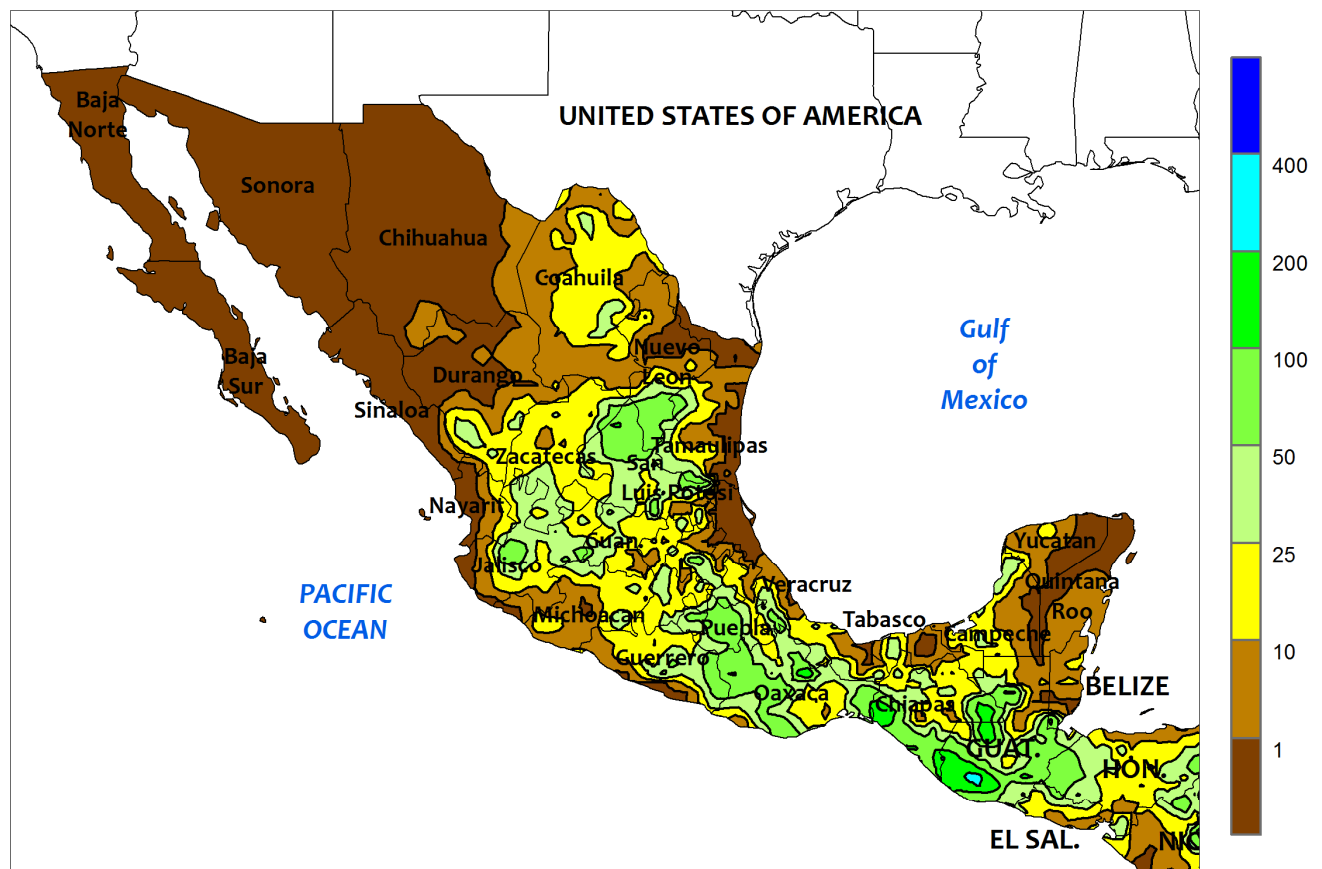 Baja
Norte
UNITED STATES OF AMERICA
400
Sonora
Chihuahua
200
Coahuila
Gulf
of
Mexico
Nuevo
Leon
100
Baja
Sur
Durango
Sinaloa
Tamaulipas
Zacatecas
San
Luis Potosi
50
Nayarit
Guan.
Jalisco
Yucatan
25
Quintana
Roo
Veracruz
PACIFIC
OCEAN
Michoacan
Tabasco
Puebla
Campeche
Guerrero
10
Oaxaca
BELIZE
Chiapas
GUAT.
1
HON.
EL SAL.
NIC